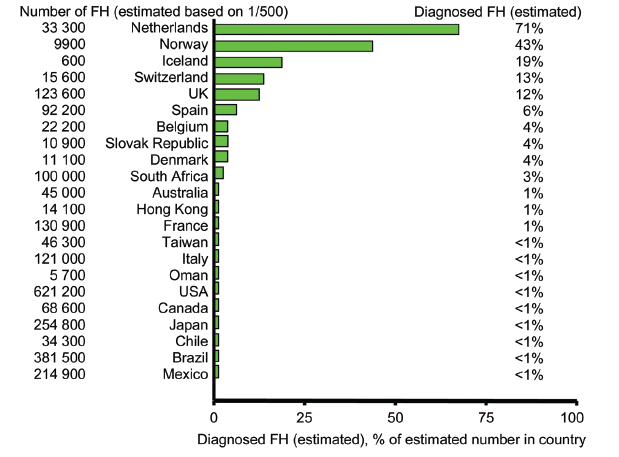 Number of FH (estimated based on 1/500) Diagnosed FH (estimated)
33 300 Netherlands 71%
9900 Norway 43%
600 Iceland 19%
15 600 Switzerland 13%
123 600 UK 12%
92 200 Spain 6%
22 200 Belgium 4%
10 900 Slovak Republic 4%
11 100 Denmark 4%
100 000 South Africa 3%
45 000 Australia 1%
14 100 Hong Kong 1%
130 900 France 1%
46 300 Taiwan <1%
121 000 Italy <1%
5 700 Oman <1%
621 200 USA <1%
68 600 Canada <1%
254 800 Japan <1%
34 300 Chile <1%
381 500 Brazil <1%
214 900 Mexico <1%
0 25 50 75 100
Diagnosed FH (estimated), % of estimated number in country